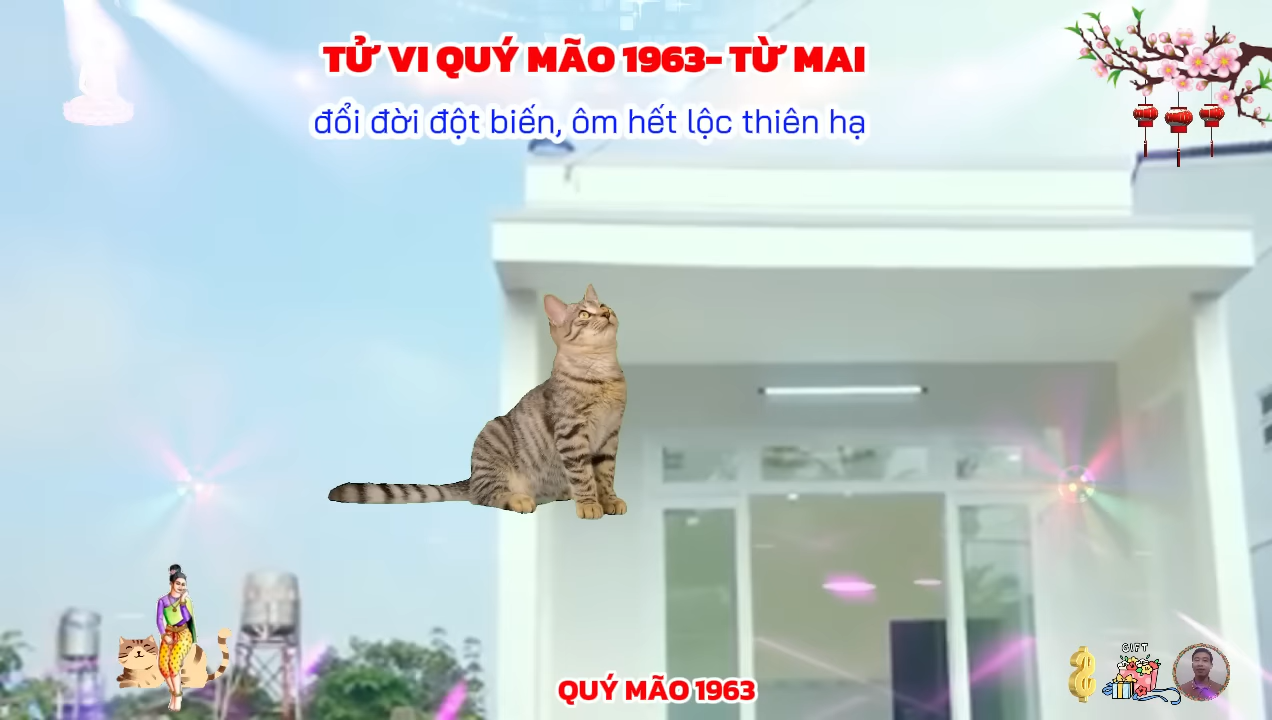 TỬ VI QUÝ MÃO 1963- TỪ MAI
đổi đời đột biến, ôm hết lộc thiên hạ
GIFT
QUÝ MÃO 1963